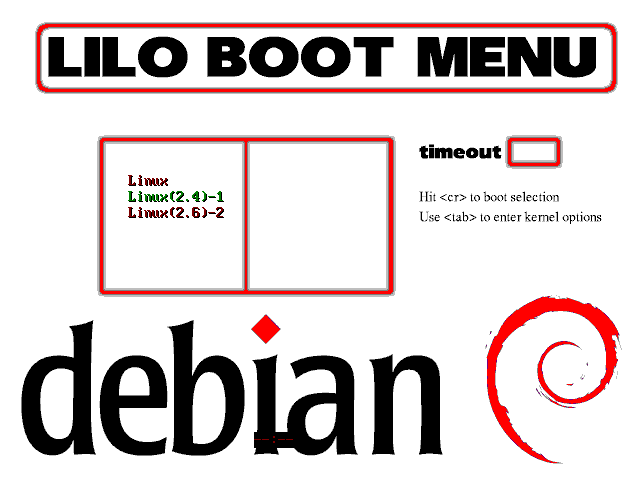 LILO BOOT MENU
timeout
Linux
Linux(2.4)-1
Linux(2.6)-2
Hit <cr> to boot selection
Use <tab> to enter kernel options
debian